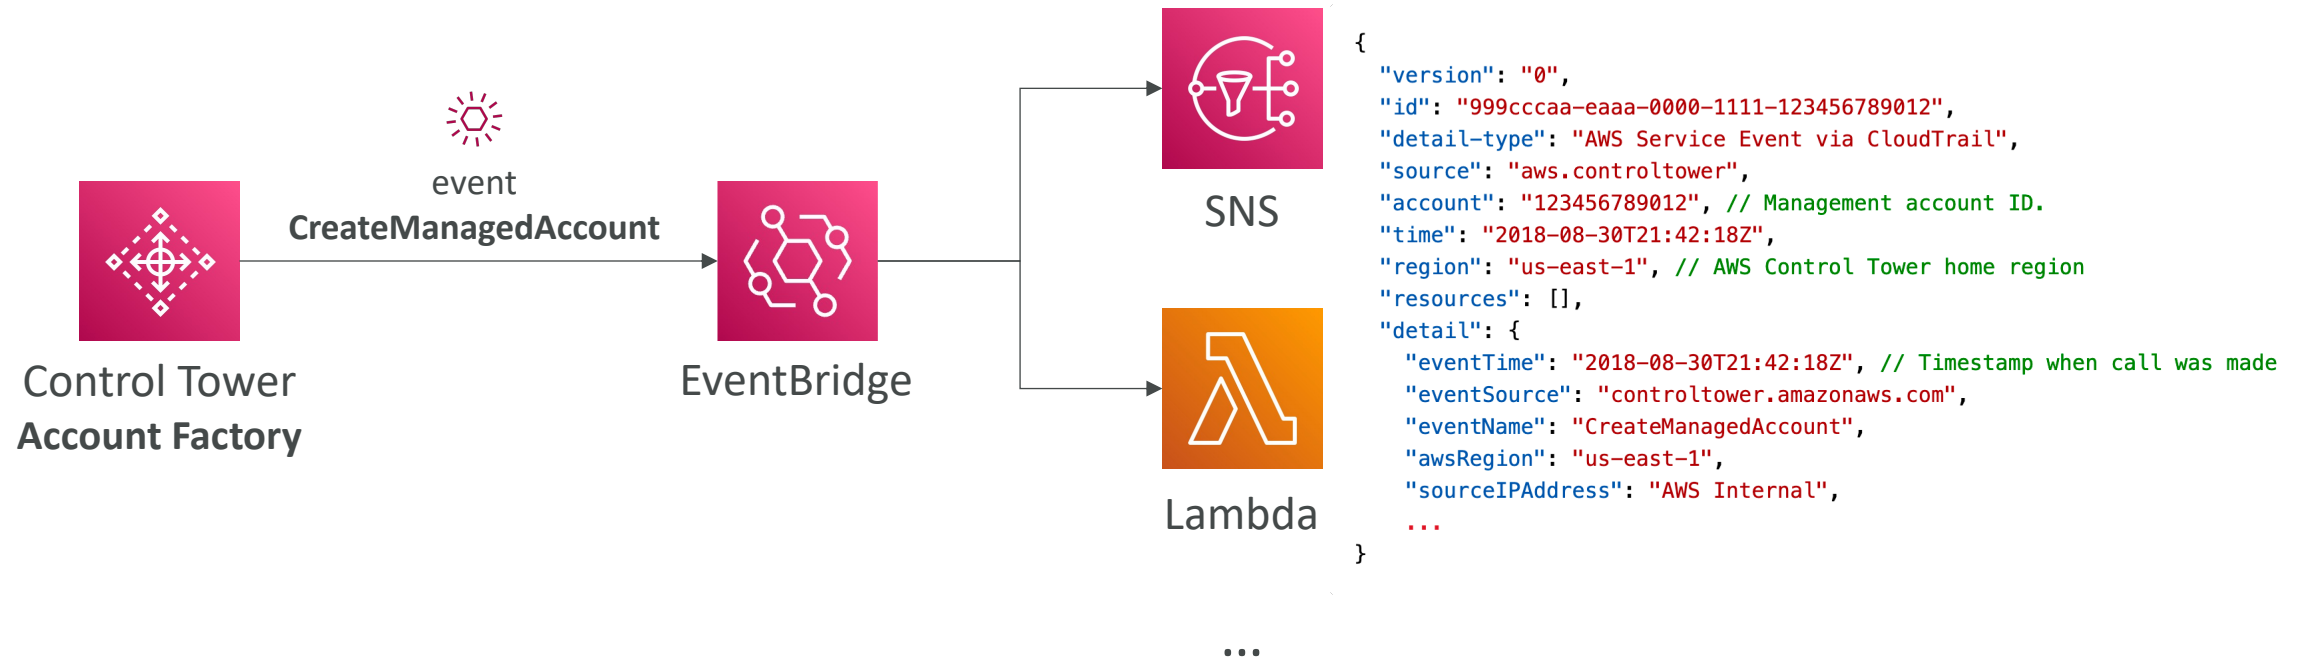 event
CreateManagedAccount
Control Tower
Account Factory
EventBridge
SNS
Lambda
...
{
"version": "0",
"id": "999cccaa-eaaa-0000-1111-123456789012",
"detail-type": "AWS Service Event via CloudTrail",
"source": "aws.controltower",
"account": "123456789012", // Management account ID.
"time": "2018-08-30T21:42:18Z",
"region": "us-east-1", // AWS Control Tower home region
"resources": [],
"detail": {
"eventTime": "2018-08-30T21:42:18Z", // Timestamp when call was made
"eventSource": "controltower.amazonaws.com",
"eventName": "CreateManagedAccount",
"awsRegion": "us-east-1",
"sourceIPAddress": "AWS Internal",
...
}